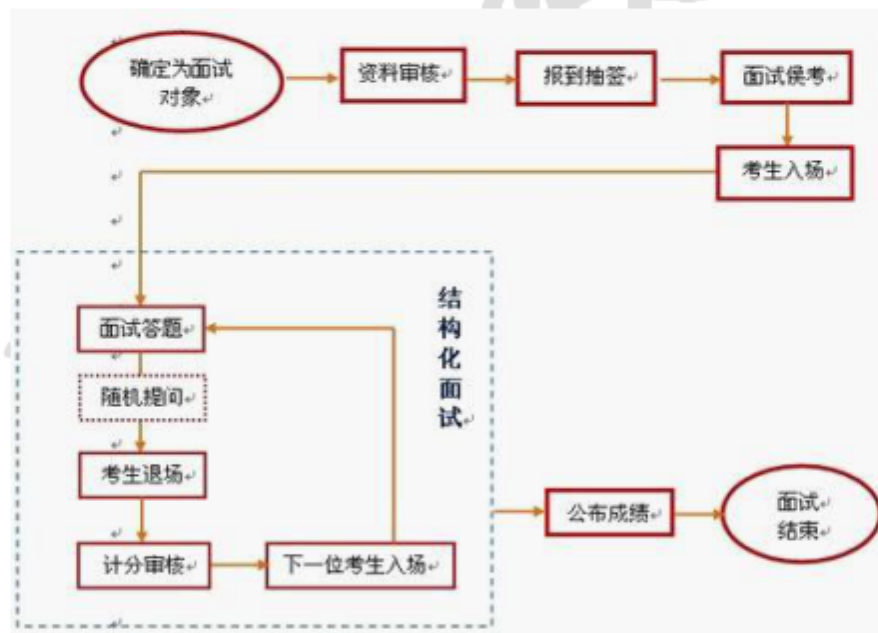 确定为面试
对象
资料审核
报到抽签
面试侯考
考生入场
结构化面试
面试答题
随机提问
考生退场
计分审核
下一位考生入场
公布成绩
面试
结束